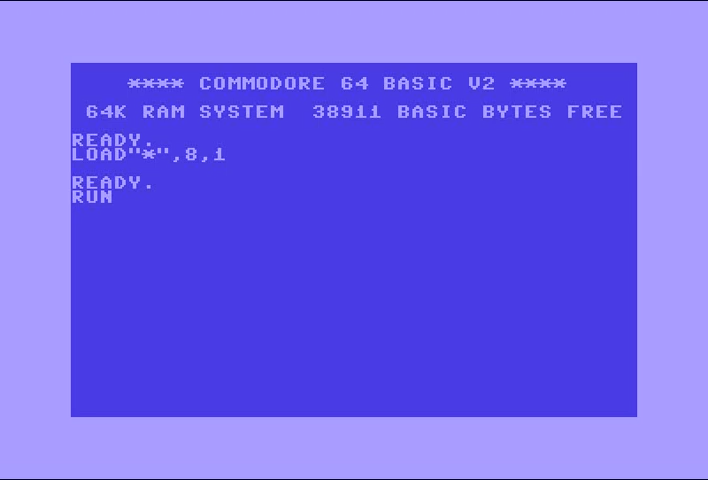 **** COMMODORE 64 BASIC V2 ****
64K RAM SYSTEM  38911 BASIC BYTES FREE
READY.
LOAD"*",8,1
READY.
RUN